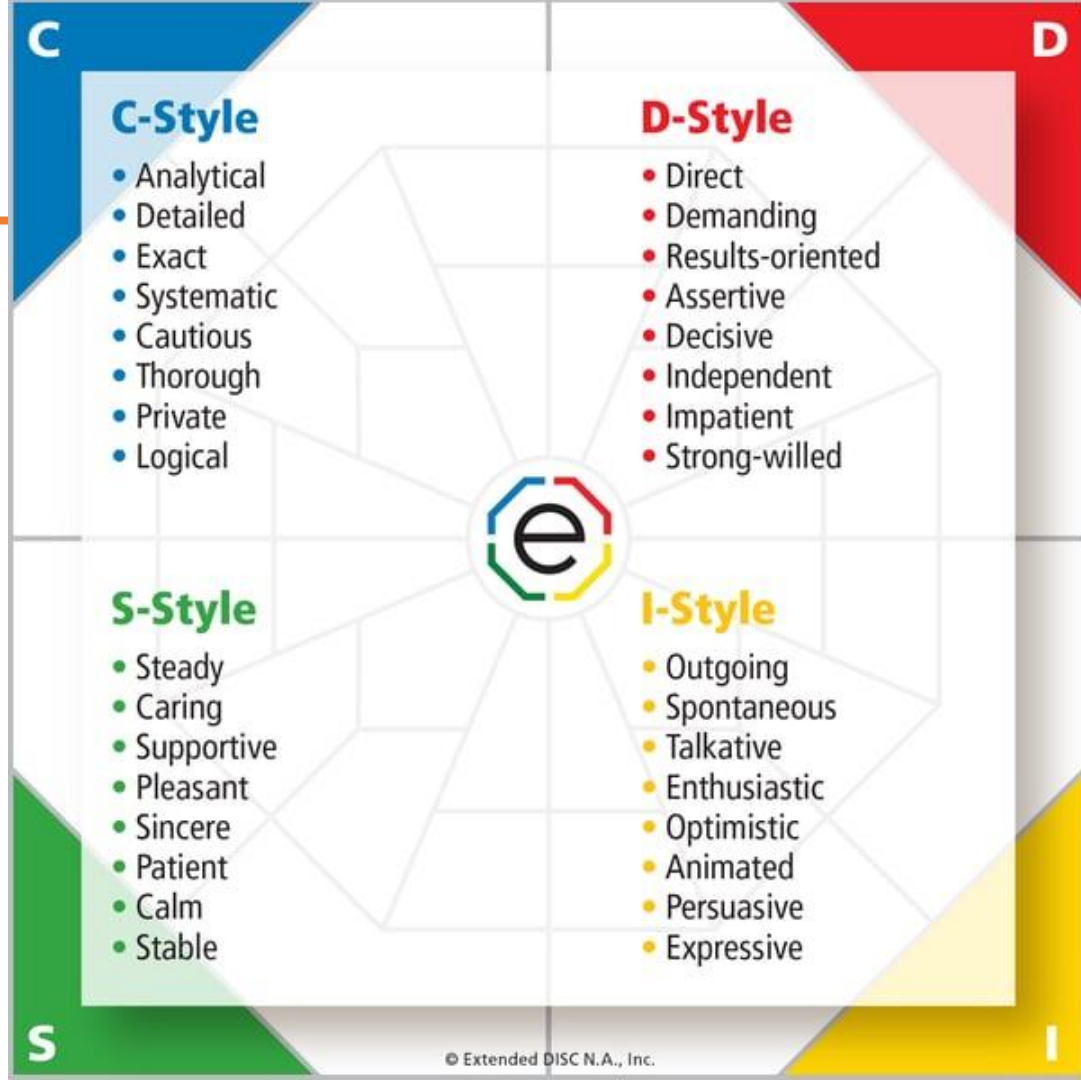 C
D
C-Style
• Analytical
• Detailed
• Exact
• Systematic
• Cautious
• Thorough
• Private
• Logical
D-Style
• Direct
• Demanding
• Results-oriented
• Assertive
• Decisive
• Independent
• Impatient
• Strong-willed
e
S-Style
• Steady
• Caring
• Supportive
• Pleasant
• Sincere
• Patient
• Calm
• Stable
I-Style
• Outgoing
• Spontaneous
• Talkative
• Enthusiastic
• Optimistic
• Animated
• Persuasive
• Expressive
S
I
© Extended DISC N.A., Inc.